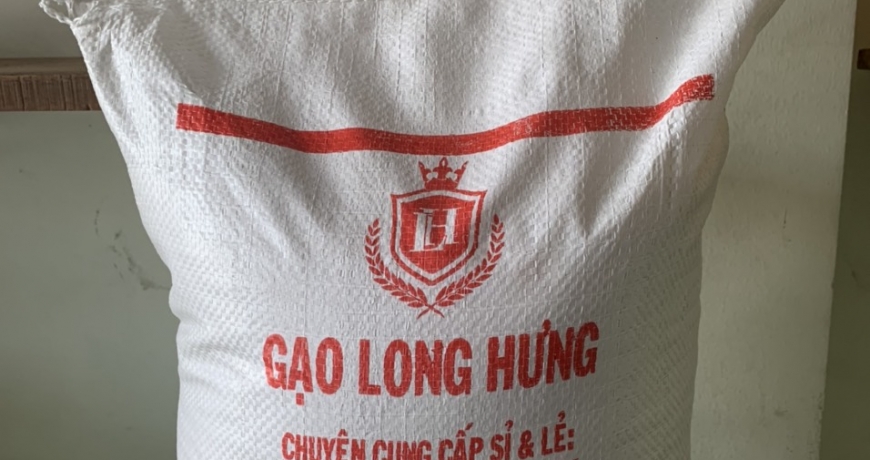 LH
GẠO LONG HƯNG
CHUYÊN CUNG CẤP SỈ & LẺ: